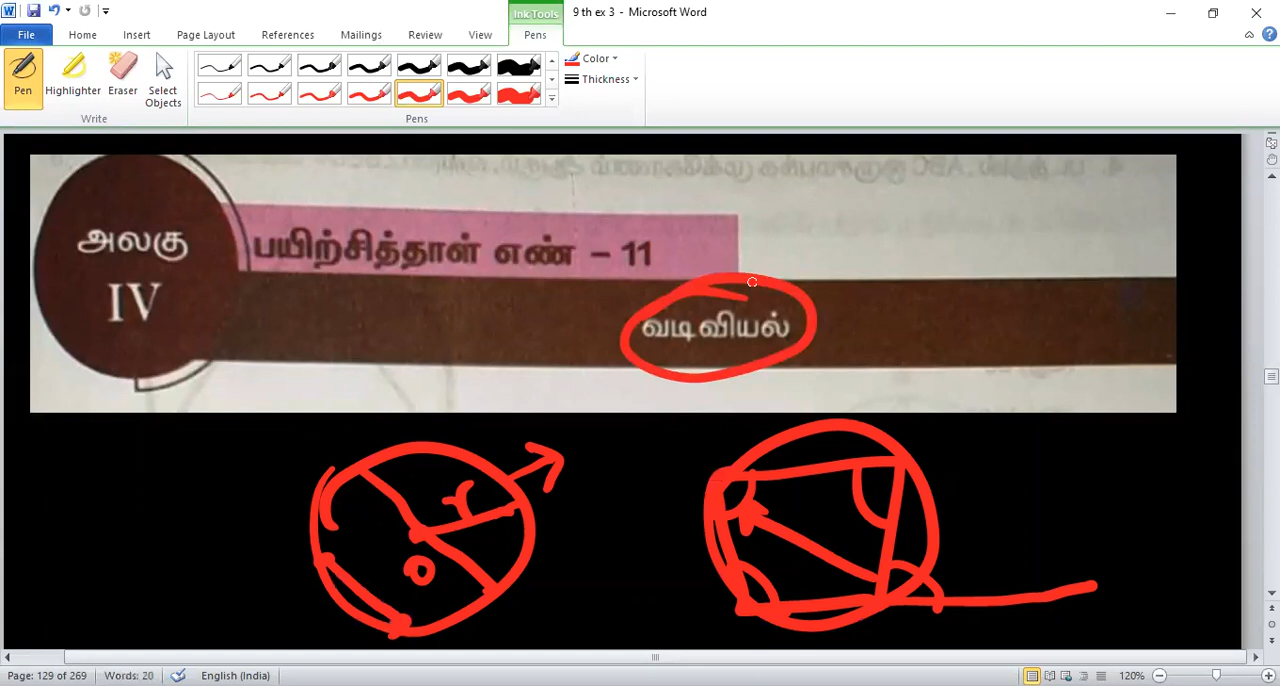 9 th ex 3 - Microsoft Word
Ink Tools
File Home Insert Page Layout References Mailings Review View Pens
Pen Highlighter Eraser Select Objects
Color
Thickness
Write Pens
அலகு
IV
பயிற்சித்தாள் எண் – 11
வடிவியல்
r
O
Page: 129 of 269 Words: 20 English (India) 120%